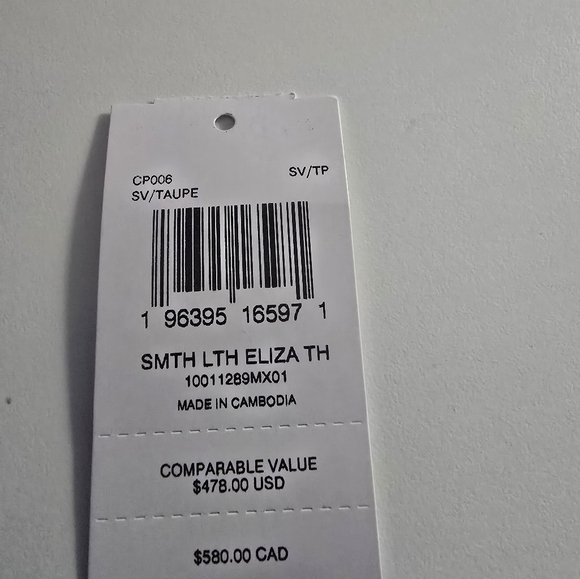 CP006 SV/TP
SV/TAUPE
1 96395 16597 1
SMTH LTH ELIZA TH
10011289MX01
MADE IN CAMBODIA
COMPARABLE VALUE
$478.00 USD
$580.00 CAD